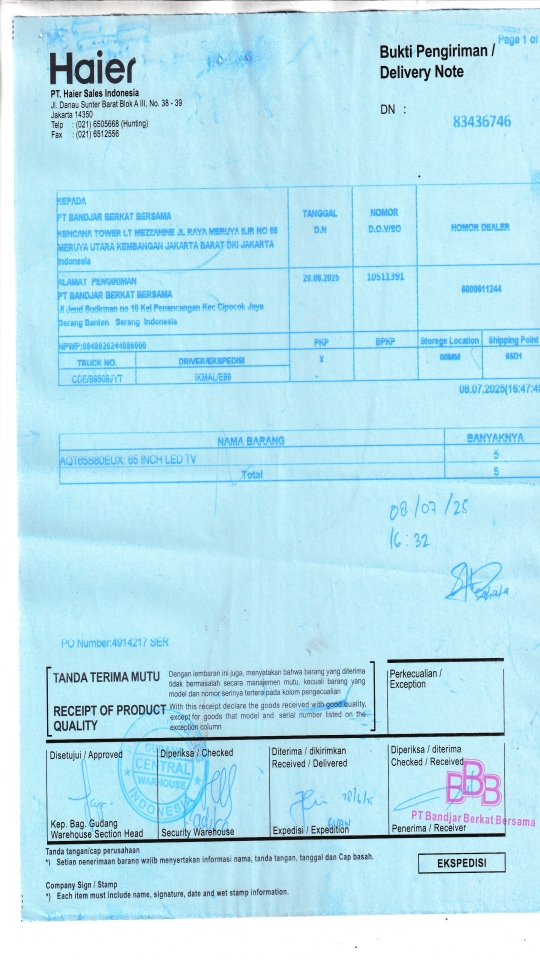 Page 1 of
Haier
Bukti Pengiriman /
Delivery Note
PT. Haier Sales Indonesia
Jl. Danau Sunter Barat Blok A III, No. 38 - 39
Jakarta 14350
Telp : (021) 6505668 (Hunting)
Fax : (021) 6512556
DN :
83436746
KEPADA
PT BANDJAR BERKAT BERSAMA
KENCANA TOWER LT MEZZANINE JL RAYA MERUYA ILIR NO 88
MERUYA UTARA KEMBANGAN JAKARTA BARAT DKI JAKARTA
Indonesia
TANGGAL
D.N
NOMOR
D.O.V/SO
NOMOR DEALER
ALAMAT PENGIRIMAN
PT BANDJAR BERKAT BERSAMA
Jl Jend Sudirman no 10 Kel Penancangan Kec Cipocok Jaya
Serang Banten Serang Indonesia
28.06.2025
10511391
6000011244
PKP
BPKP
Storege Location
Shipping Point
TRUCK NO.
DRIVER/EKSPEDISI
X
00MM
65D1
IKMAL/E88
08.07.2025(16:47:4
NAMA BARANG
BANYAKNYA
AQT65S80EUX: 65 INCH LED TV
5
Total
5
08/07/25
16:32
PO Number:4914217 SER
TANDA TERIMA MUTU
Dengan lembaran ini juga, menyatakan bahwa barang yang diterima
tidak bermasalah secara manajemen mutu, kecuali barang yang
model dan nomor serinya tertera pada kolom pengecualian
RECEIPT OF PRODUCT
QUALITY
With this receipt declare the goods received with good quality,
except for goods that model and serial number listed on the
exception column
Perkecualian /
Exception
Disetujui / Approved
Diperiksa / Checked
Diterima / dikirimkan
Received / Delivered
Diperiksa / diterima
Checked / Received
CENTRAL
WAREHOUSE
INDONESIA
28/6/25
BBB
PT Bandjar Berkat Bersama
Kep. Bag. Gudang
Warehouse Section Head
Security Warehouse
Expedisi / Expedition
Penerima / Receiver
Tanda tangan/cap perusahaan
*) Setiap penerimaan barang wajib menyertakan informasi nama, tanda tangan, tanggal dan Cap basah.
EKSPEDISI
Company Sign / Stamp
*) Each item must include name, signature, date and wet stamp information.